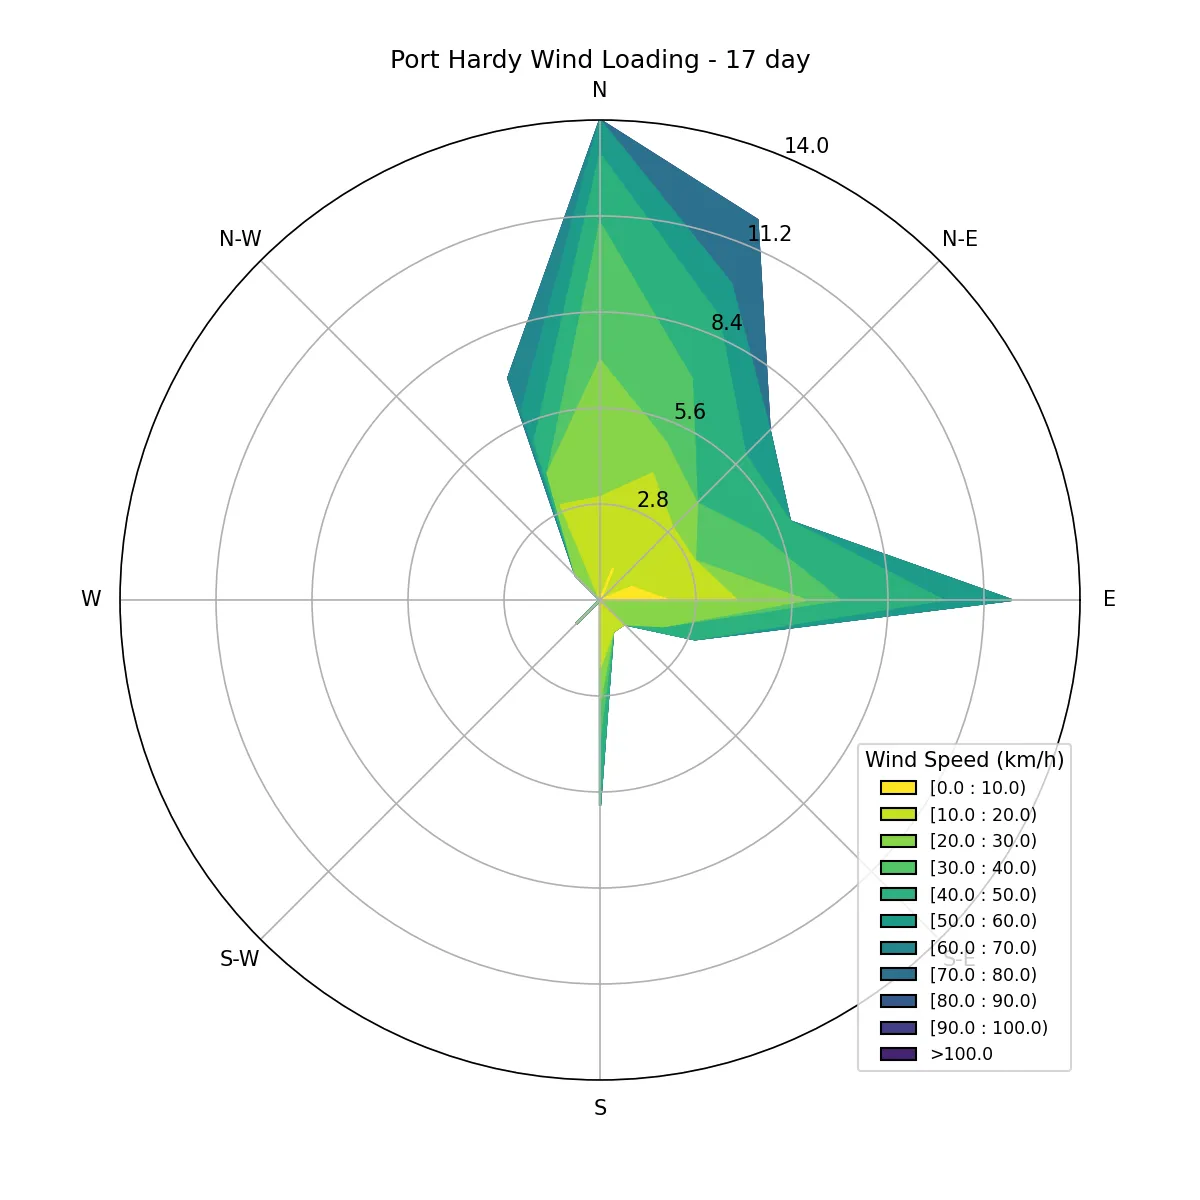 Port Hardy Wind Loading - 17 day
N
14.0
11.2
N-W
N-E
8.4
5.6
2.8
W
E
Wind Speed (km/h)
[0.0 : 10.0)
[10.0 : 20.0)
[20.0 : 30.0)
[30.0 : 40.0)
[40.0 : 50.0)
[50.0 : 60.0)
[60.0 : 70.0)
[70.0 : 80.0)
[80.0 : 90.0)
[90.0 : 100.0)
>100.0
S-W
S-E
S